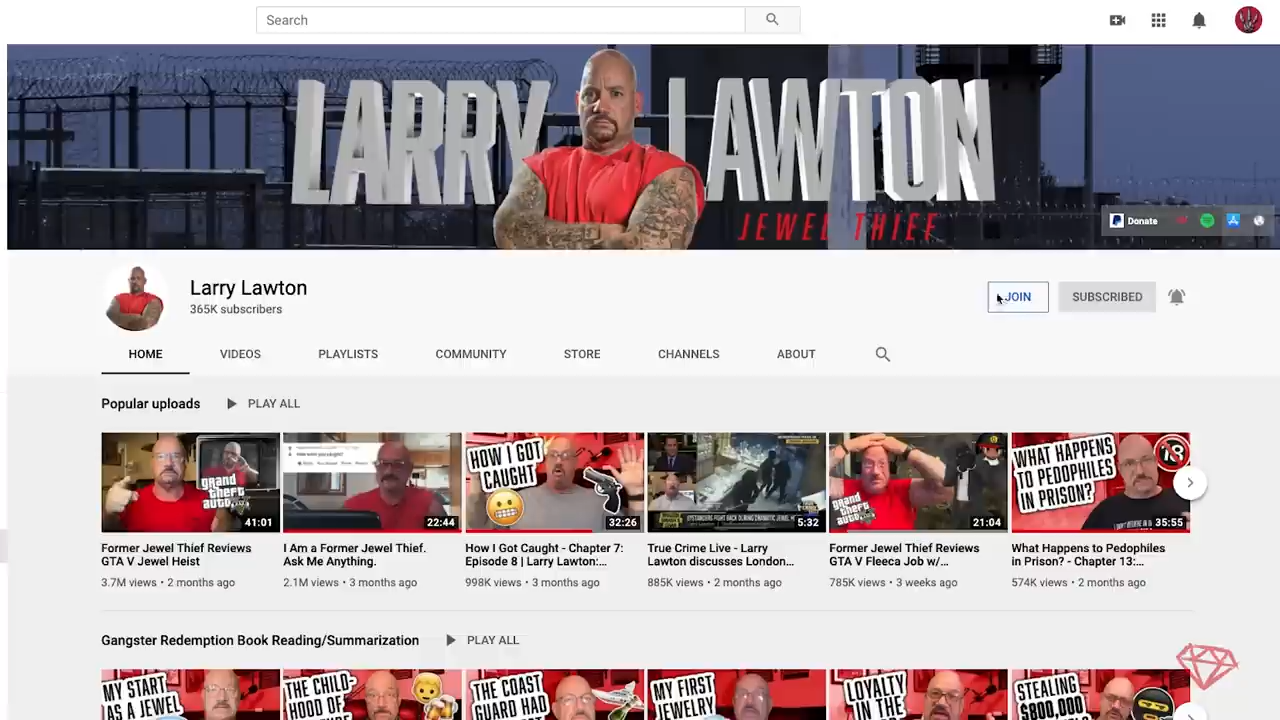 Search
LARRY LAWTON
JEWEL THIEF
Donate
Larry Lawton
365K subscribers
JOIN
SUBSCRIBED
HOME
VIDEOS
PLAYLISTS
COMMUNITY
STORE
CHANNELS
ABOUT
Popular uploads
PLAY ALL
grand theft auto V
41:01
22:44
HOW I GOT CAUGHT
32:26
5:32
grand theft auto
21:04
WHAT HAPPENS TO PEDOPHILES IN PRISON?
18
35:55
Former Jewel Thief Reviews
GTA V Jewel Heist
3.7M views • 2 months ago
I Am a Former Jewel Thief.
Ask Me Anything.
2.1M views • 3 months ago
How I Got Caught - Chapter 7:
Episode 8 | Larry Lawton:...
998K views • 3 months ago
True Crime Live - Larry
Lawton discusses London...
885K views • 2 months ago
Former Jewel Thief Reviews
GTA V Fleeca Job w/...
785K views • 3 weeks ago
What Happens to Pedophiles
in Prison? - Chapter 13:...
574K views • 2 months ago
Gangster Redemption Book Reading/Summarization
PLAY ALL
MY START
AS A JEWEL
THE CHILD-
HOOD OF
THE COAST
GUARD HAD
MY FIRST
JEWELRY
LOYALTY
IN THE
STEALING
$800,000